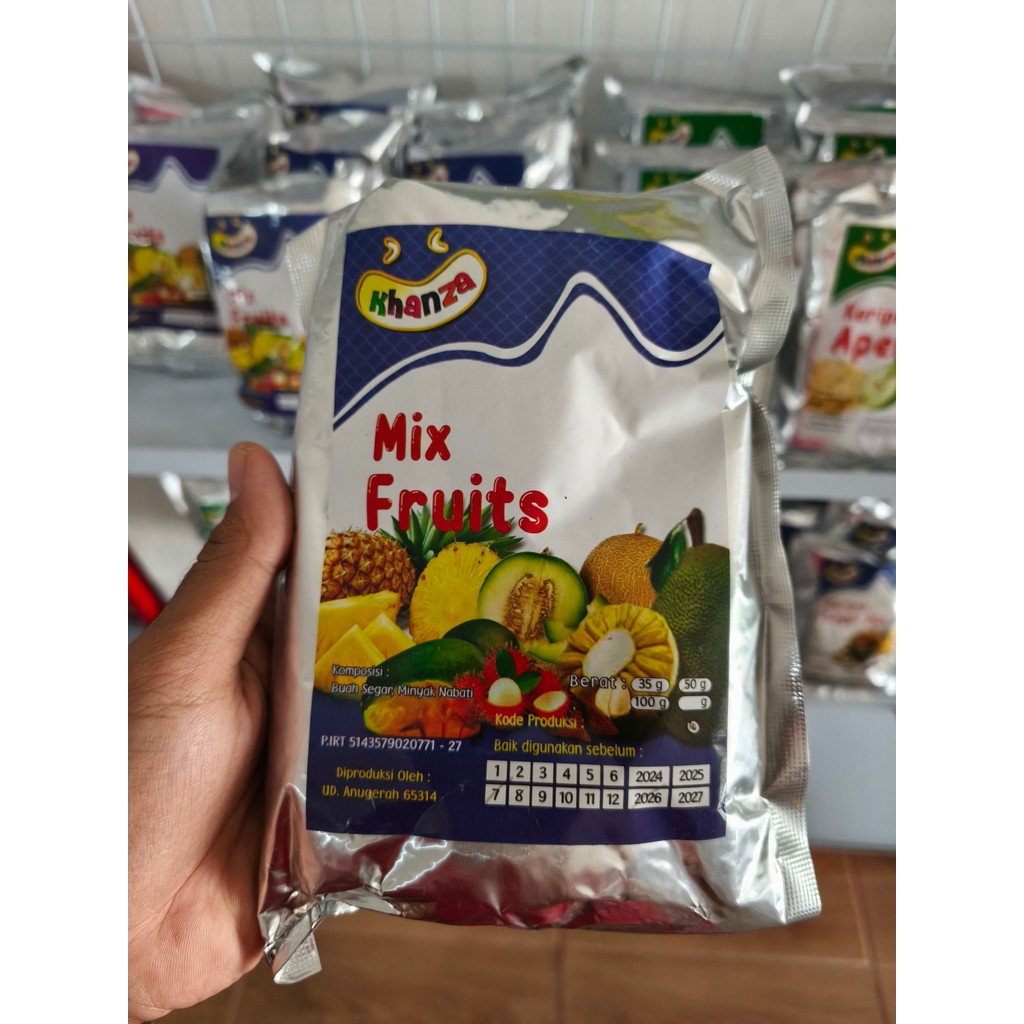 Khanza
Mix
Fruits
Komposisi :
Buah Segar, Minyak Nabati
Berat : 35 g 50 g
100 g g
Kode Produksi :
P.IRT 5143579020771 - 27
Baik digunakan sebelum :
Diproduksi Oleh :
UD. Anugerah 65314
1 2 3 4 5 6 2024 2025
7 8 9 10 11 12 2026 2027
Fruits